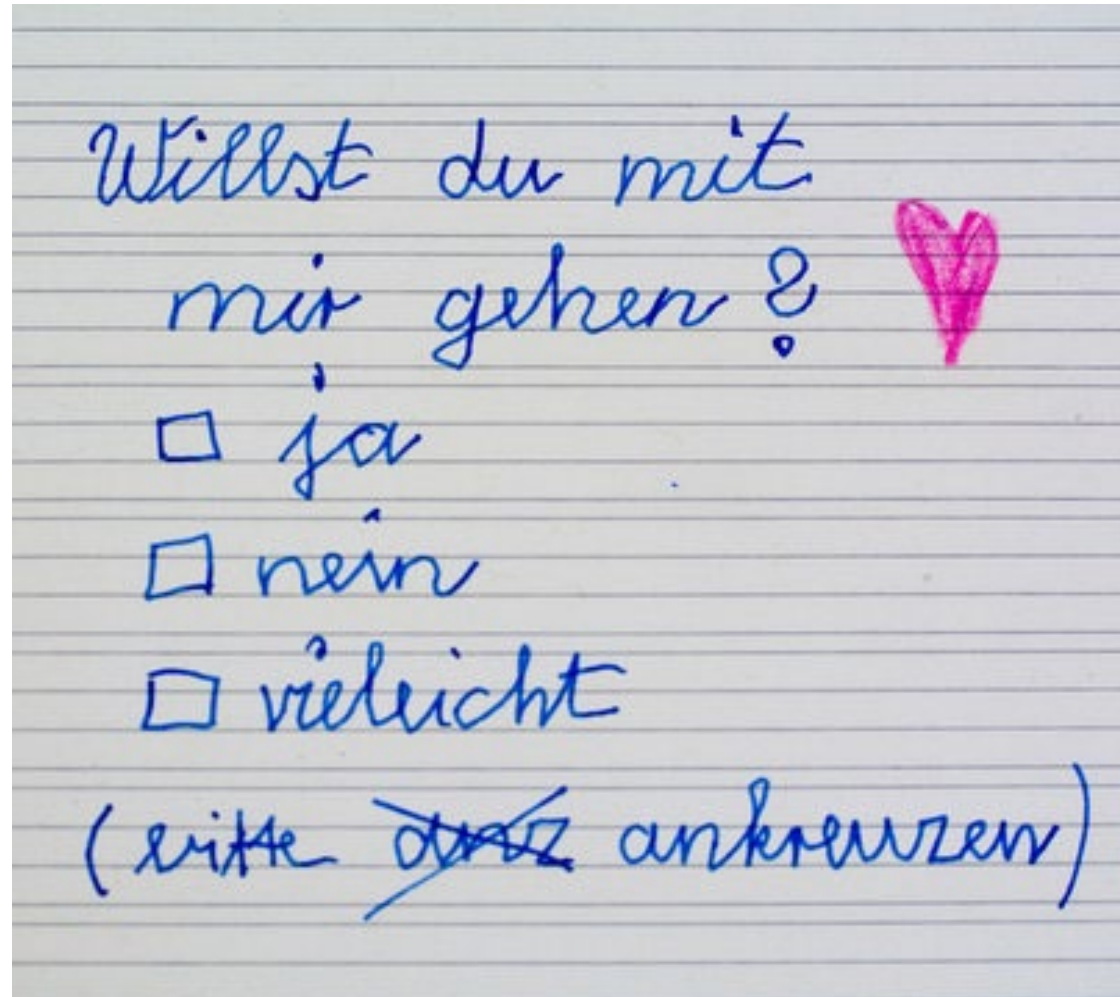 Willst du mit
mir gehen?
ja
nein
vieleicht
(bitte ankreuzen)